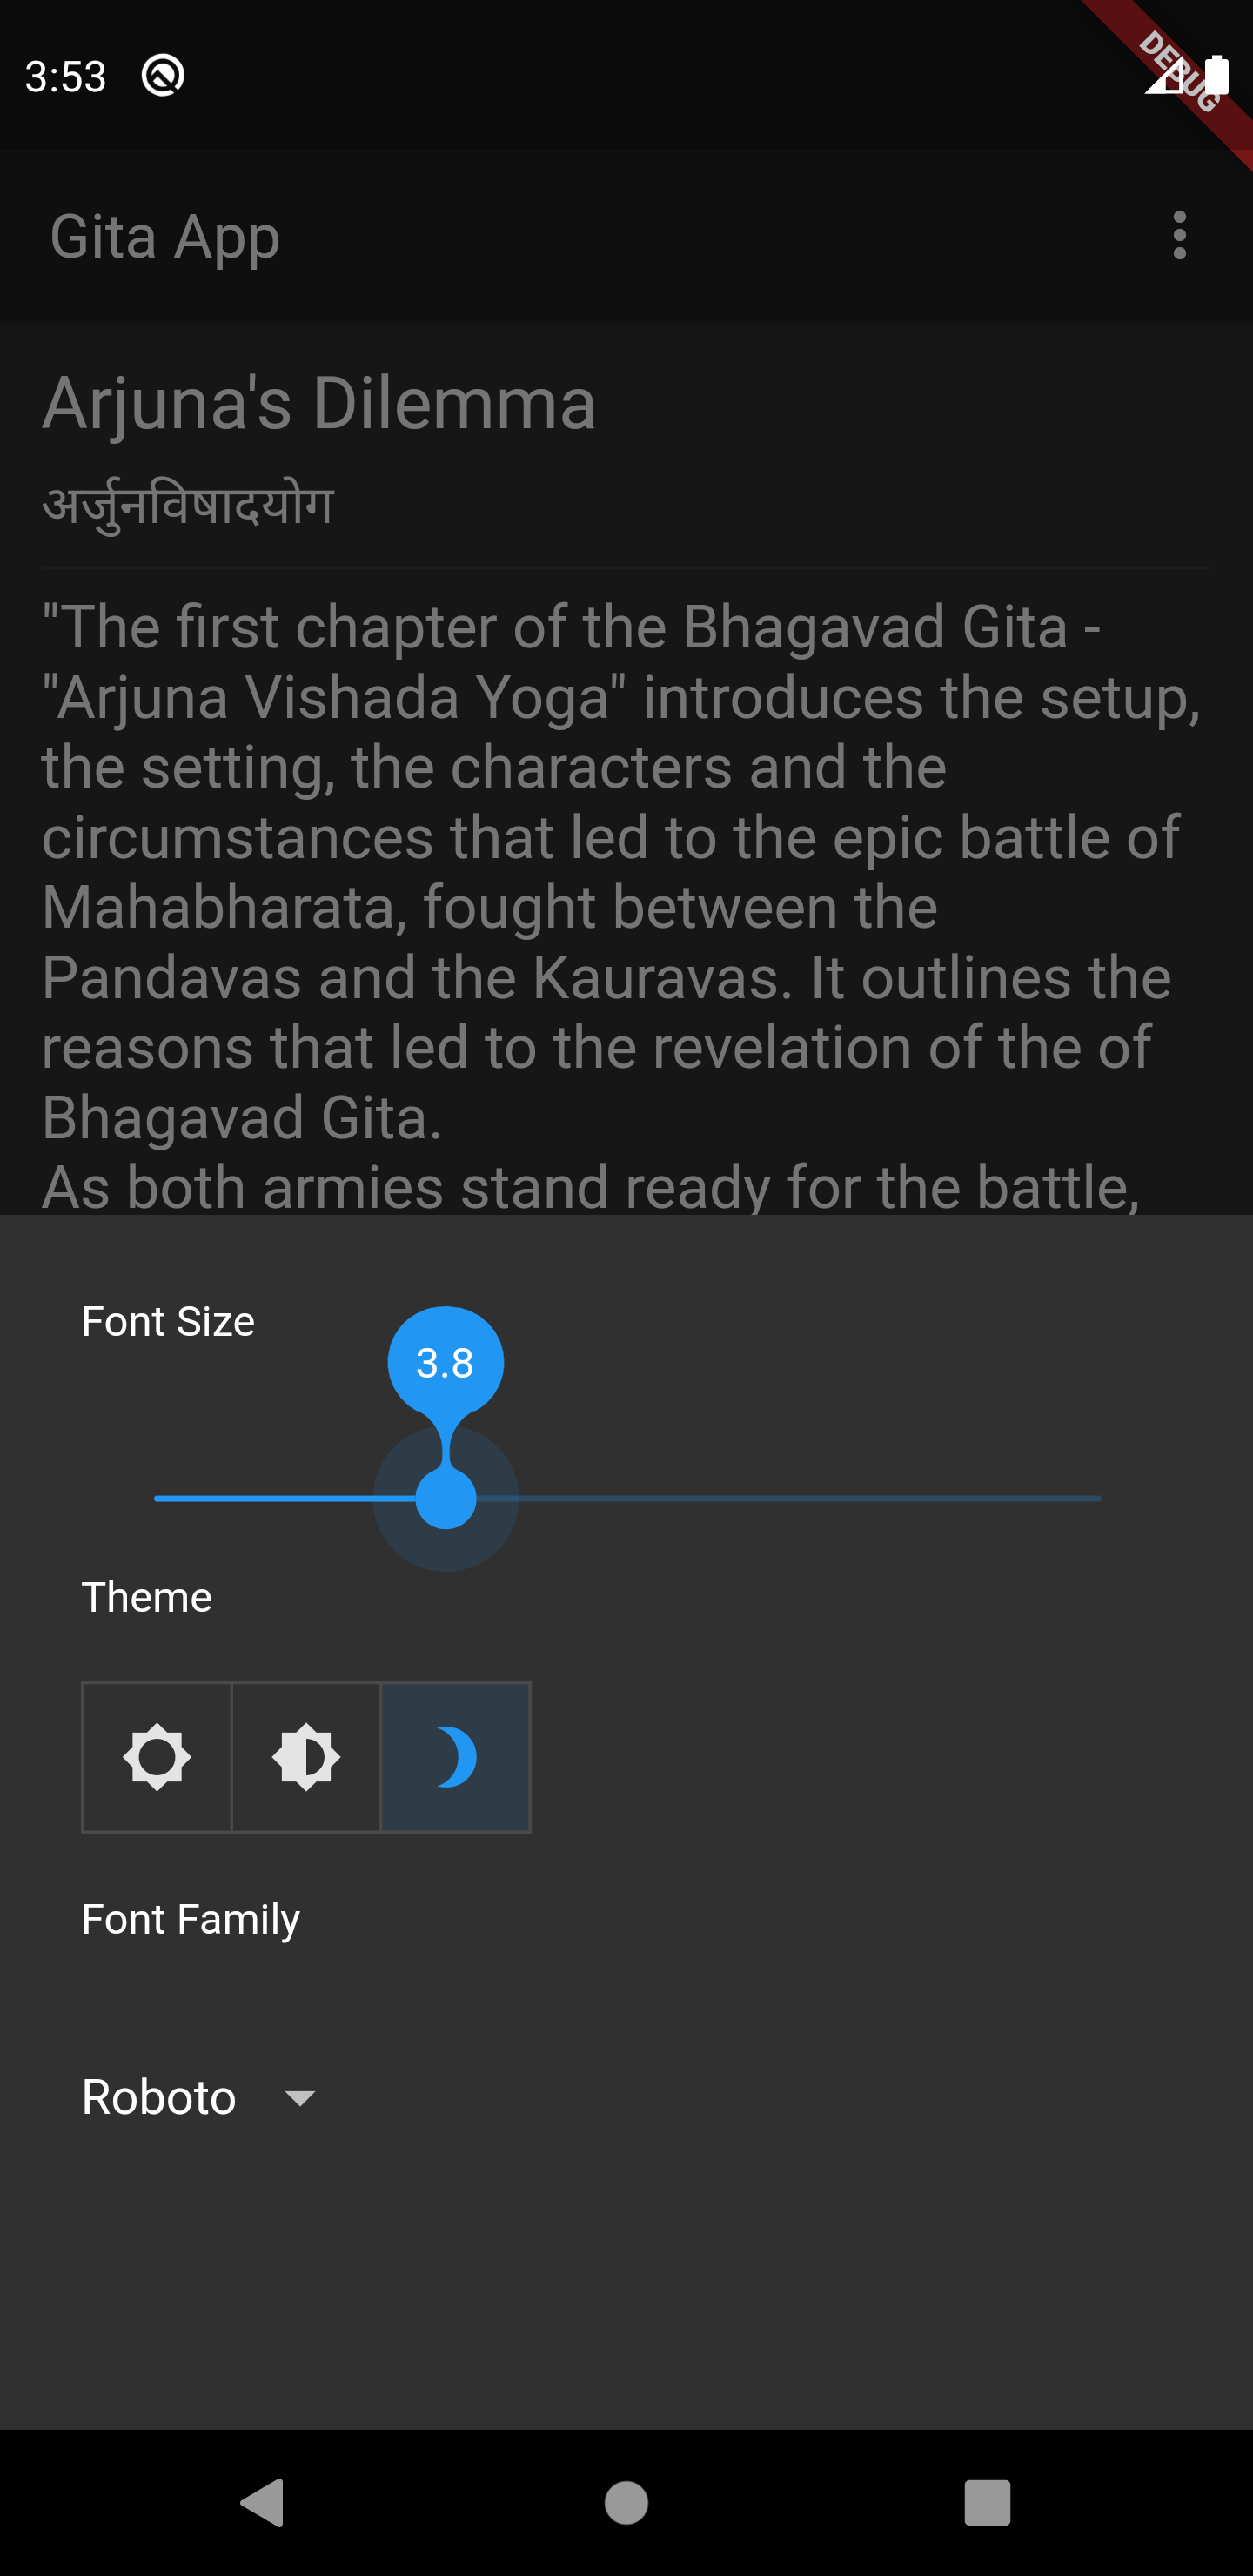 3:53
DEBUG
Gita App
Arjuna's Dilemma
अर्जुनविषादयोग
"The first chapter of the Bhagavad Gita -
"Arjuna Vishada Yoga" introduces the setup,
the setting, the characters and the
circumstances that led to the epic battle of
Mahabharata, fought between the
Pandavas and the Kauravas. It outlines the
reasons that led to the revelation of the of
Bhagavad Gita.
As both armies stand ready for the battle,
Font Size
3.8
Theme
Font Family
Roboto